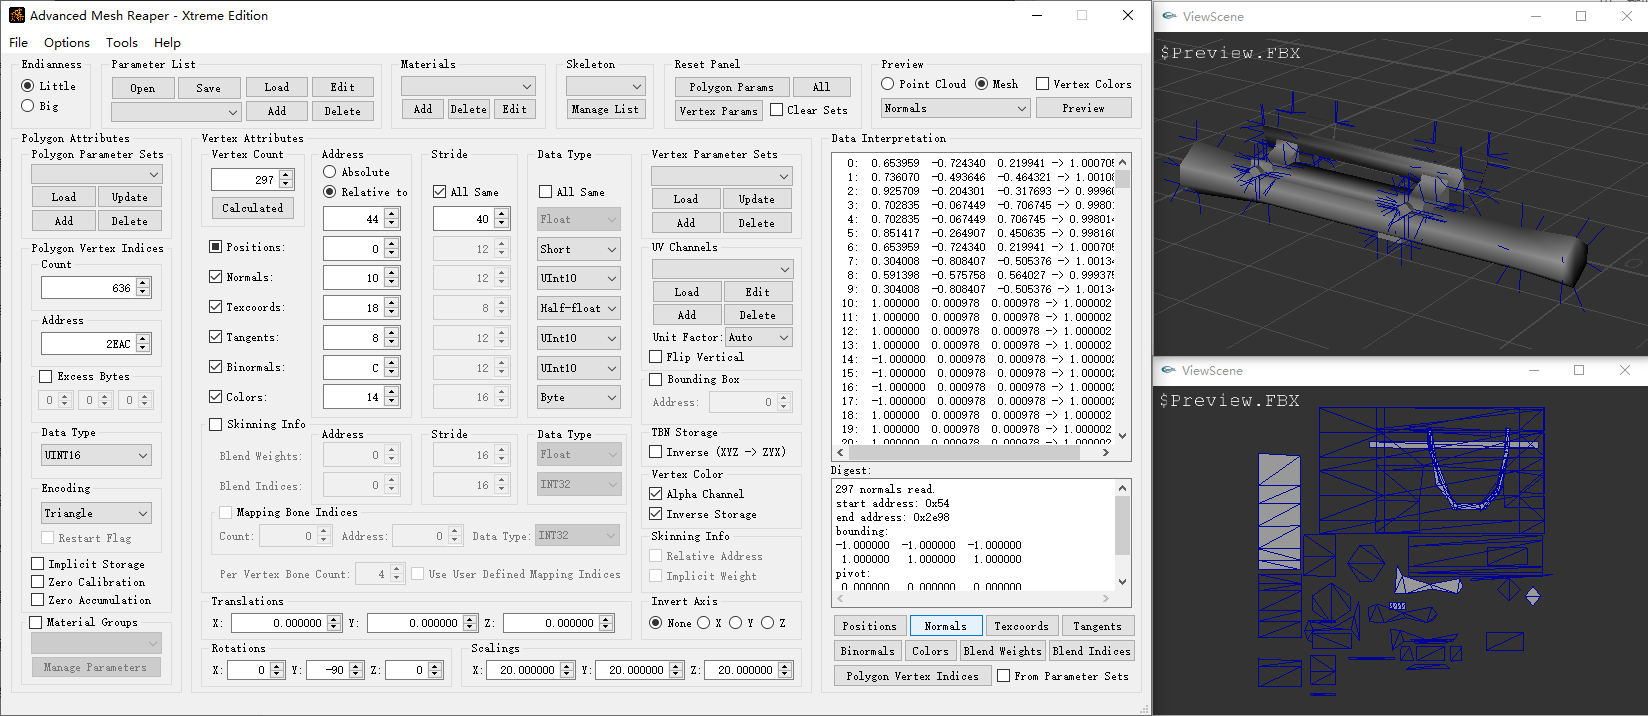 Advanced Mesh Reaper - Xtreme Edition
File Options Tools Help
Endianness
Little
Big
Parameter List
Open Save Load Edit
Add Delete
Materials
Add Delete Edit
Skeleton
Manage List
Reset Panel
Polygon Params All
Vertex Params Clear Sets
Preview
Point Cloud Mesh Vertex Colors
Normals Preview
Polygon Attributes
Polygon Parameter Sets
Load Update
Add Delete
Polygon Vertex Indices
Count
636
Address
2EAC
Excess Bytes
0 0 0
Data Type
UINT16
Encoding
Triangle
Restart Flag
Implicit Storage
Zero Calibration
Zero Accumulation
Material Groups
Manage Parameters
Vertex Attributes
Vertex Count
297
Calculated
Address
Absolute
Relative to
44
Stride
All Same
40
Data Type
All Same
Float
Positions: 0 12 Short
Normals: 10 12 UInt10
Texcoords: 18 8 Half-float
Tangents: 8 12 UInt10
Binormals: C 12 UInt10
Colors: 14 16 Byte
Skinning Info
Address Stride Data Type
Blend Weights: 0 16 Float
Blend Indices: 0 16 INT32
Mapping Bone Indices
Count: 0 Address: 0 Data Type: INT32
Per Vertex Bone Count: 4 Use User Defined Mapping Indices
Translations
X: 0.000000 Y: 0.000000 Z: 0.000000
Rotations
X: 0 Y: -90 Z: 0
Scalings
X: 20.000000 Y: 20.000000 Z: 20.000000
Vertex Parameter Sets
Load Update
Add Delete
UV Channels
Load Edit
Add Delete
Unit Factor: Auto
Flip Vertical
Bounding Box
Address: 0
TBN Storage
Inverse (XYZ -> ZYX)
Vertex Color
Alpha Channel
Inverse Storage
Skinning Info
Relative Address
Implicit Weight
Invert Axis
None X Y Z
Data Interpretation
0: 0.653959 -0.724340 0.219941 -> 1.000705
1: 0.736070 -0.493646 -0.464321 -> 1.00108
2: 0.925709 -0.204301 -0.317693 -> 0.99960
3: 0.702835 -0.067449 -0.706745 -> 0.99801
4: 0.702835 -0.067449 0.706745 -> 0.998014
5: 0.851417 -0.264907 0.450635 -> 0.998160
6: 0.653959 -0.724340 0.219941 -> 1.000705
7: 0.304008 -0.808407 -0.505376 -> 1.00134
8: 0.591398 -0.575758 0.564027 -> 0.999375
9: 0.304008 -0.808407 -0.505376 -> 1.00134
10: 1.000000 0.000978 0.000978 -> 1.000002
11: 1.000000 0.000978 0.000978 -> 1.000002
12: 1.000000 0.000978 0.000978 -> 1.000002
13: 1.000000 0.000978 0.000978 -> 1.000002
14: -1.000000 0.000978 0.000978 -> 1.00000
15: -1.000000 0.000978 0.000978 -> 1.00000
16: -1.000000 0.000978 0.000978 -> 1.00000
17: -1.000000 0.000978 0.000978 -> 1.00000
18: 1.000000 0.000978 0.000978 -> 1.000002
19: 1.000000 0.000978 0.000978 -> 1.000002
20: 1.000000 0.000978 0.000978 -> 1.000002
Digest:
297 normals read.
start address: 0x54
end address: 0x2e98
bounding:
-1.000000 -1.000000 -1.000000
1.000000 1.000000 1.000000
pivot:
0.000000 0.000000 0.000000
Positions Normals Texcoords Tangents
Binormals Colors Blend Weights Blend Indices
Polygon Vertex Indices From Parameter Sets
ViewScene
$Preview.FBX
ViewScene
$Preview.FBX